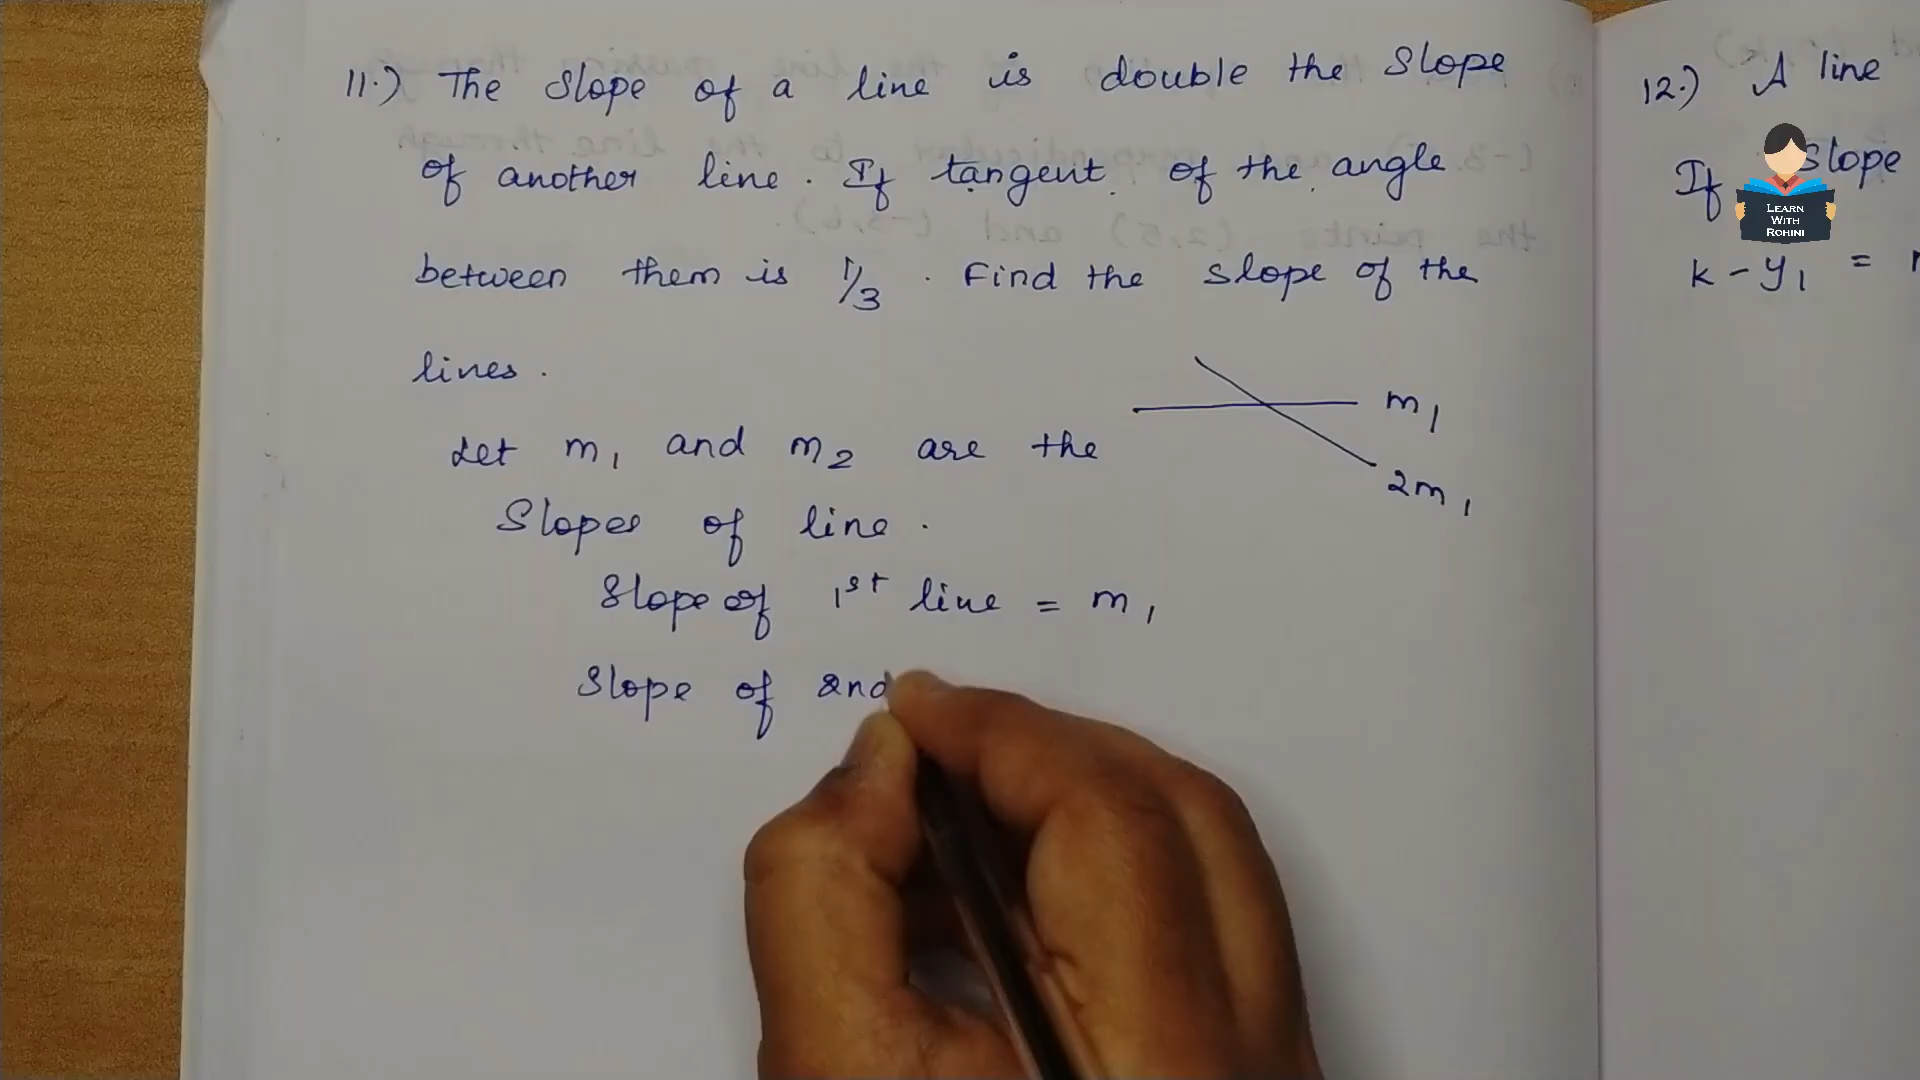 11.) The slope of a line is double the slope
of another line. If tangent of the angle
between them is 1/3. Find the slope of the
lines.
m1
2m1
Let m1 and m2 are the
Slopes of line.
Slope of 1st line = m1
Slope of 2nd
12.) A line
If slope
k - y1 =
LEARN
WITH
ROHINI